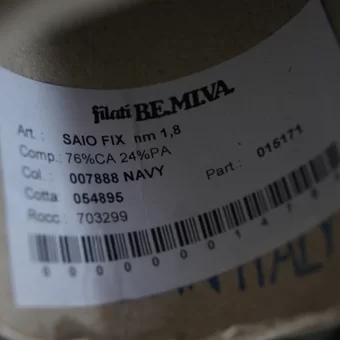 filati BE.MI.VA.
Art.: SAIO FIX nm 1,8
Comp.: 76%CA 24%PA
Col.: 007888 NAVY Part: 015171
Cotta 054895
Rocc: 703299
ITALY